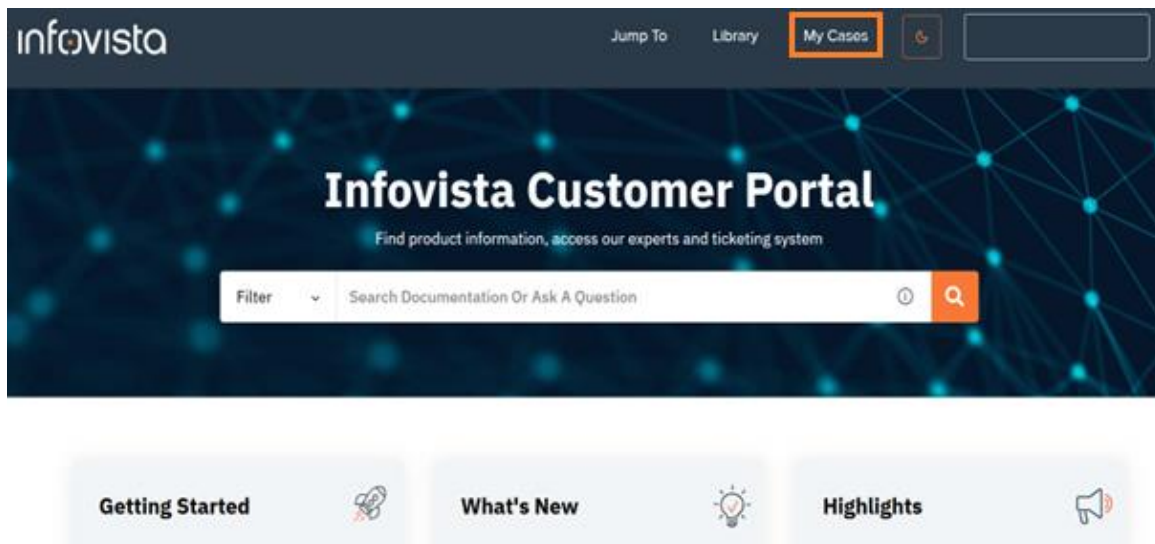 infovista
Jump To Library My Cases
Infovista Customer Portal
Find product information, access our experts and ticketing system
Filter Search Documentation Or Ask A Question
Getting Started What's New Highlights